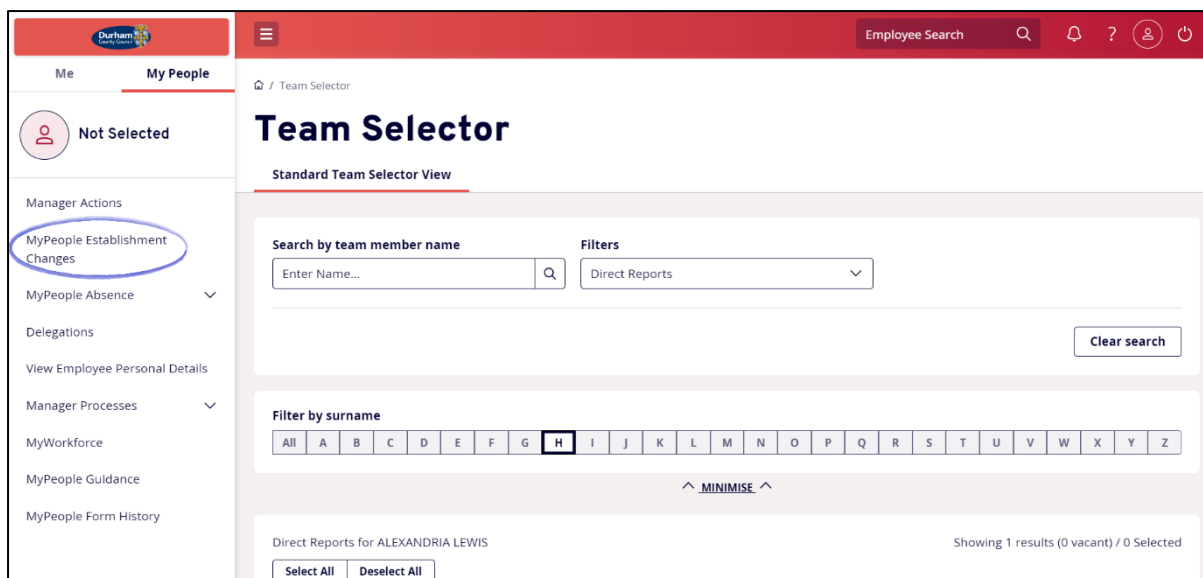 Durham
County Council
Employee Search
?
Me
My People
/ Team Selector
Not Selected
Team Selector
Standard Team Selector View
Manager Actions
MyPeople Establishment
Changes
MyPeople Absence
Delegations
View Employee Personal Details
Manager Processes
MyWorkforce
MyPeople Guidance
MyPeople Form History
Search by team member name
Filters
Enter Name...
Direct Reports
Clear search
Filter by surname
All A B C D E F G H I J K L M N O P Q R S T U V W X Y Z
MINIMISE
Direct Reports for ALEXANDRIA LEWIS
Showing 1 results (0 vacant) / 0 Selected
Select All
Deselect All